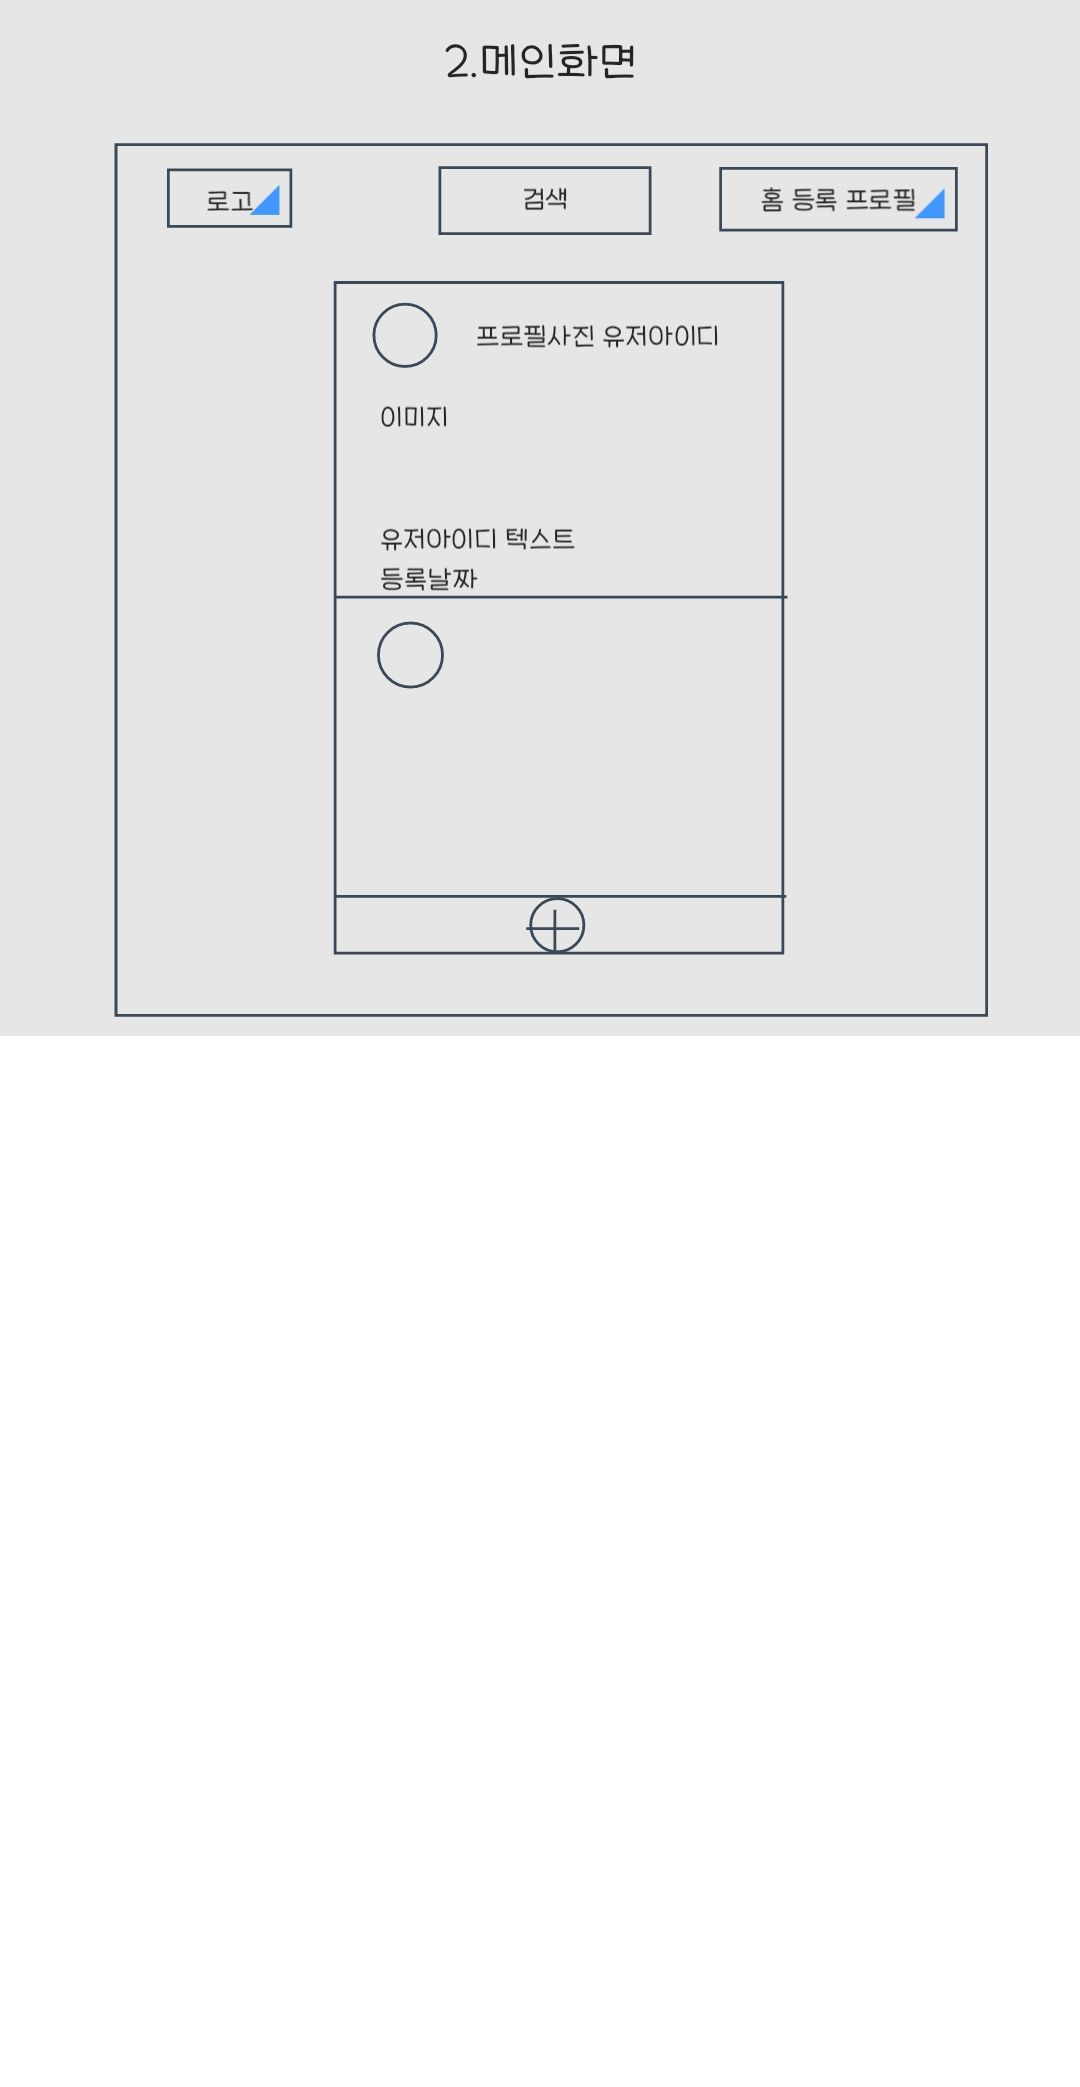 2.메인화면
로고
검색
홈 등록 프로필
프로필사진 유저아이디
이미지
유저아이디 텍스트
등록날짜